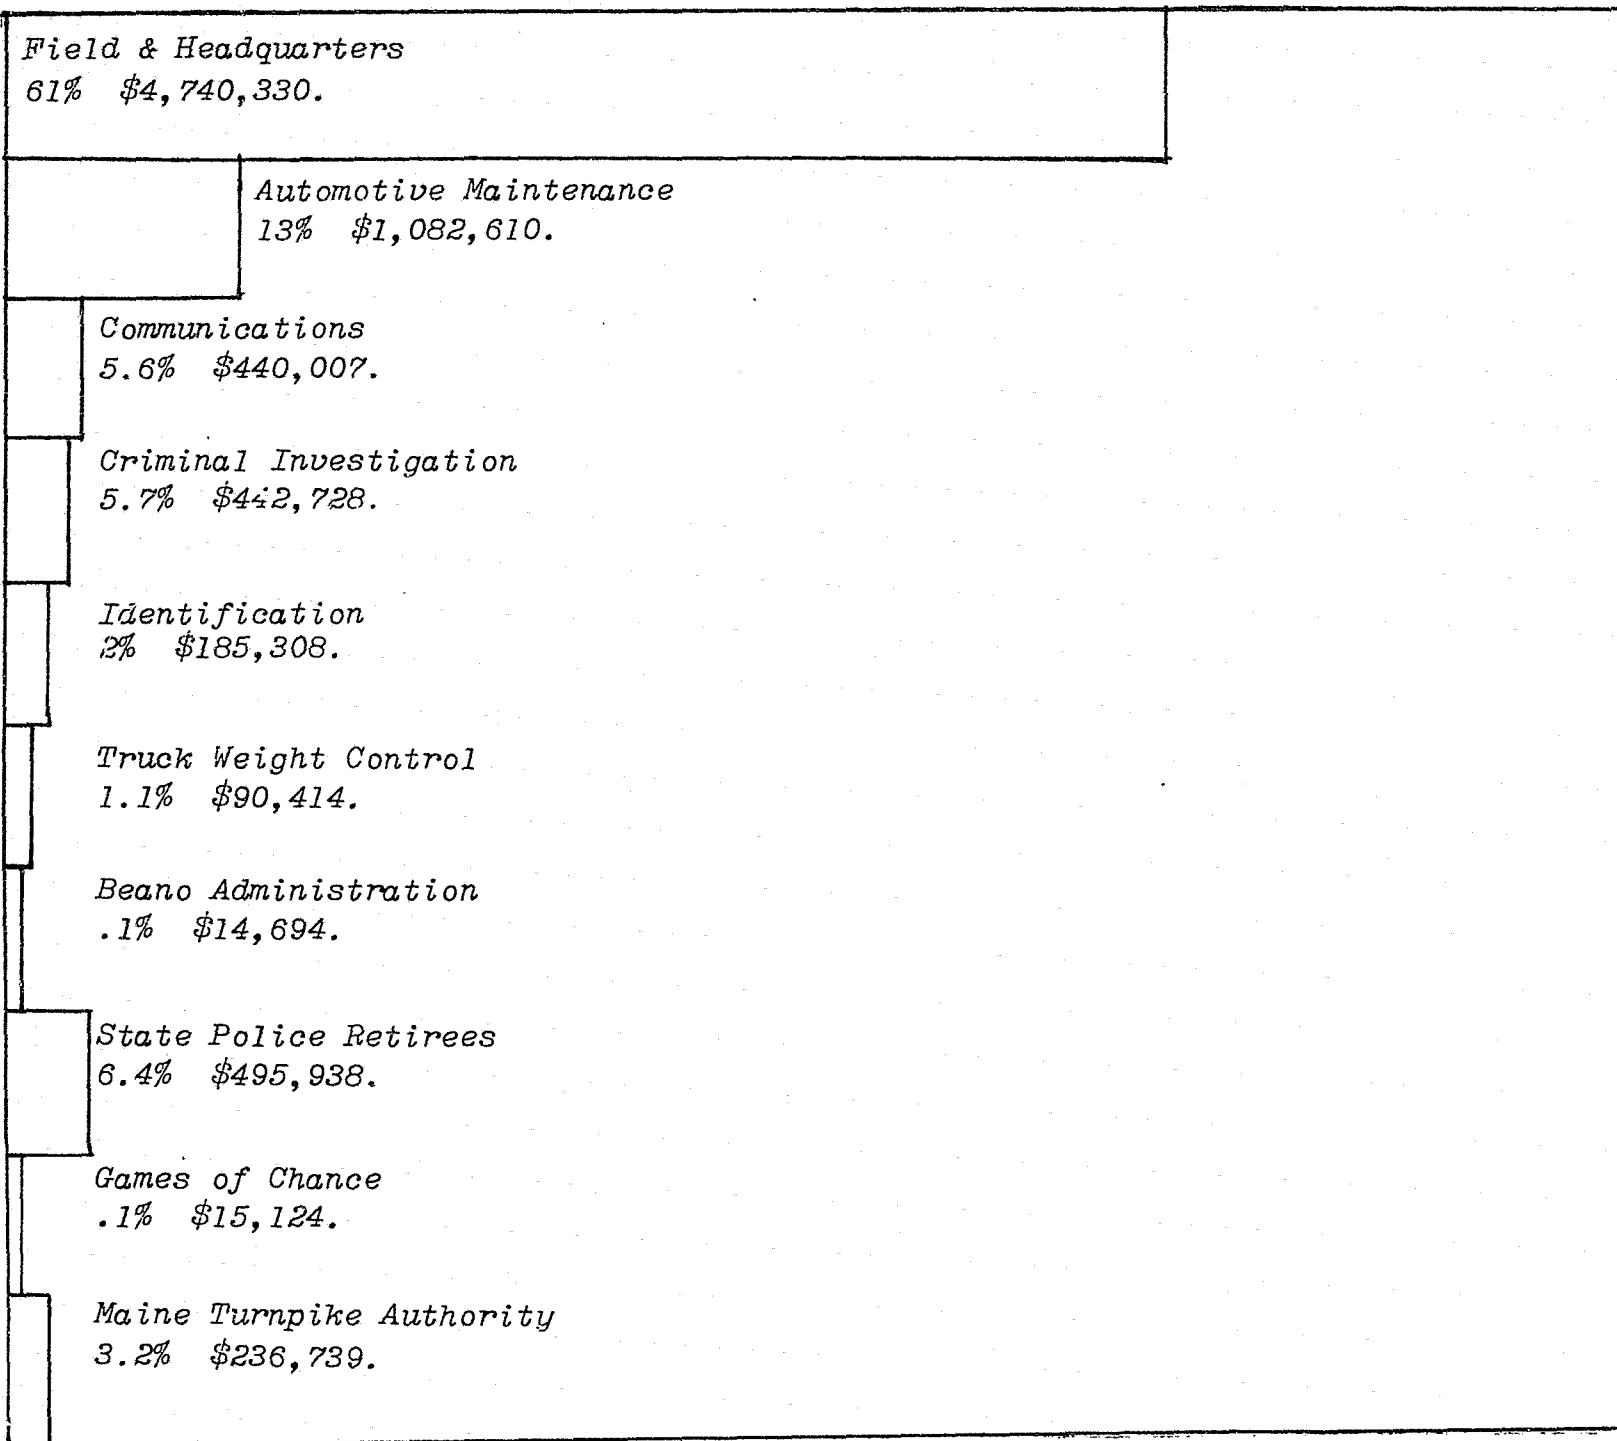 Field & Headquarters
61% $4,740,330.
Automotive Maintenance
13% $1,082,610.
Communications
5.6% $440,007.
Criminal Investigation
5.7% $442,728.
Identification
2% $185,308.
Truck Weight Control
1.1% $90,414.
Beano Administration
.1% $14,694.
State Police Retirees
6.4% $495,938.
Games of Chance
.1% $15,124.
Maine Turnpike Authority
3.2% $236,739.